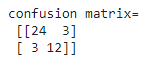 confusion matrix=
[[24  3]
[ 3 12]]